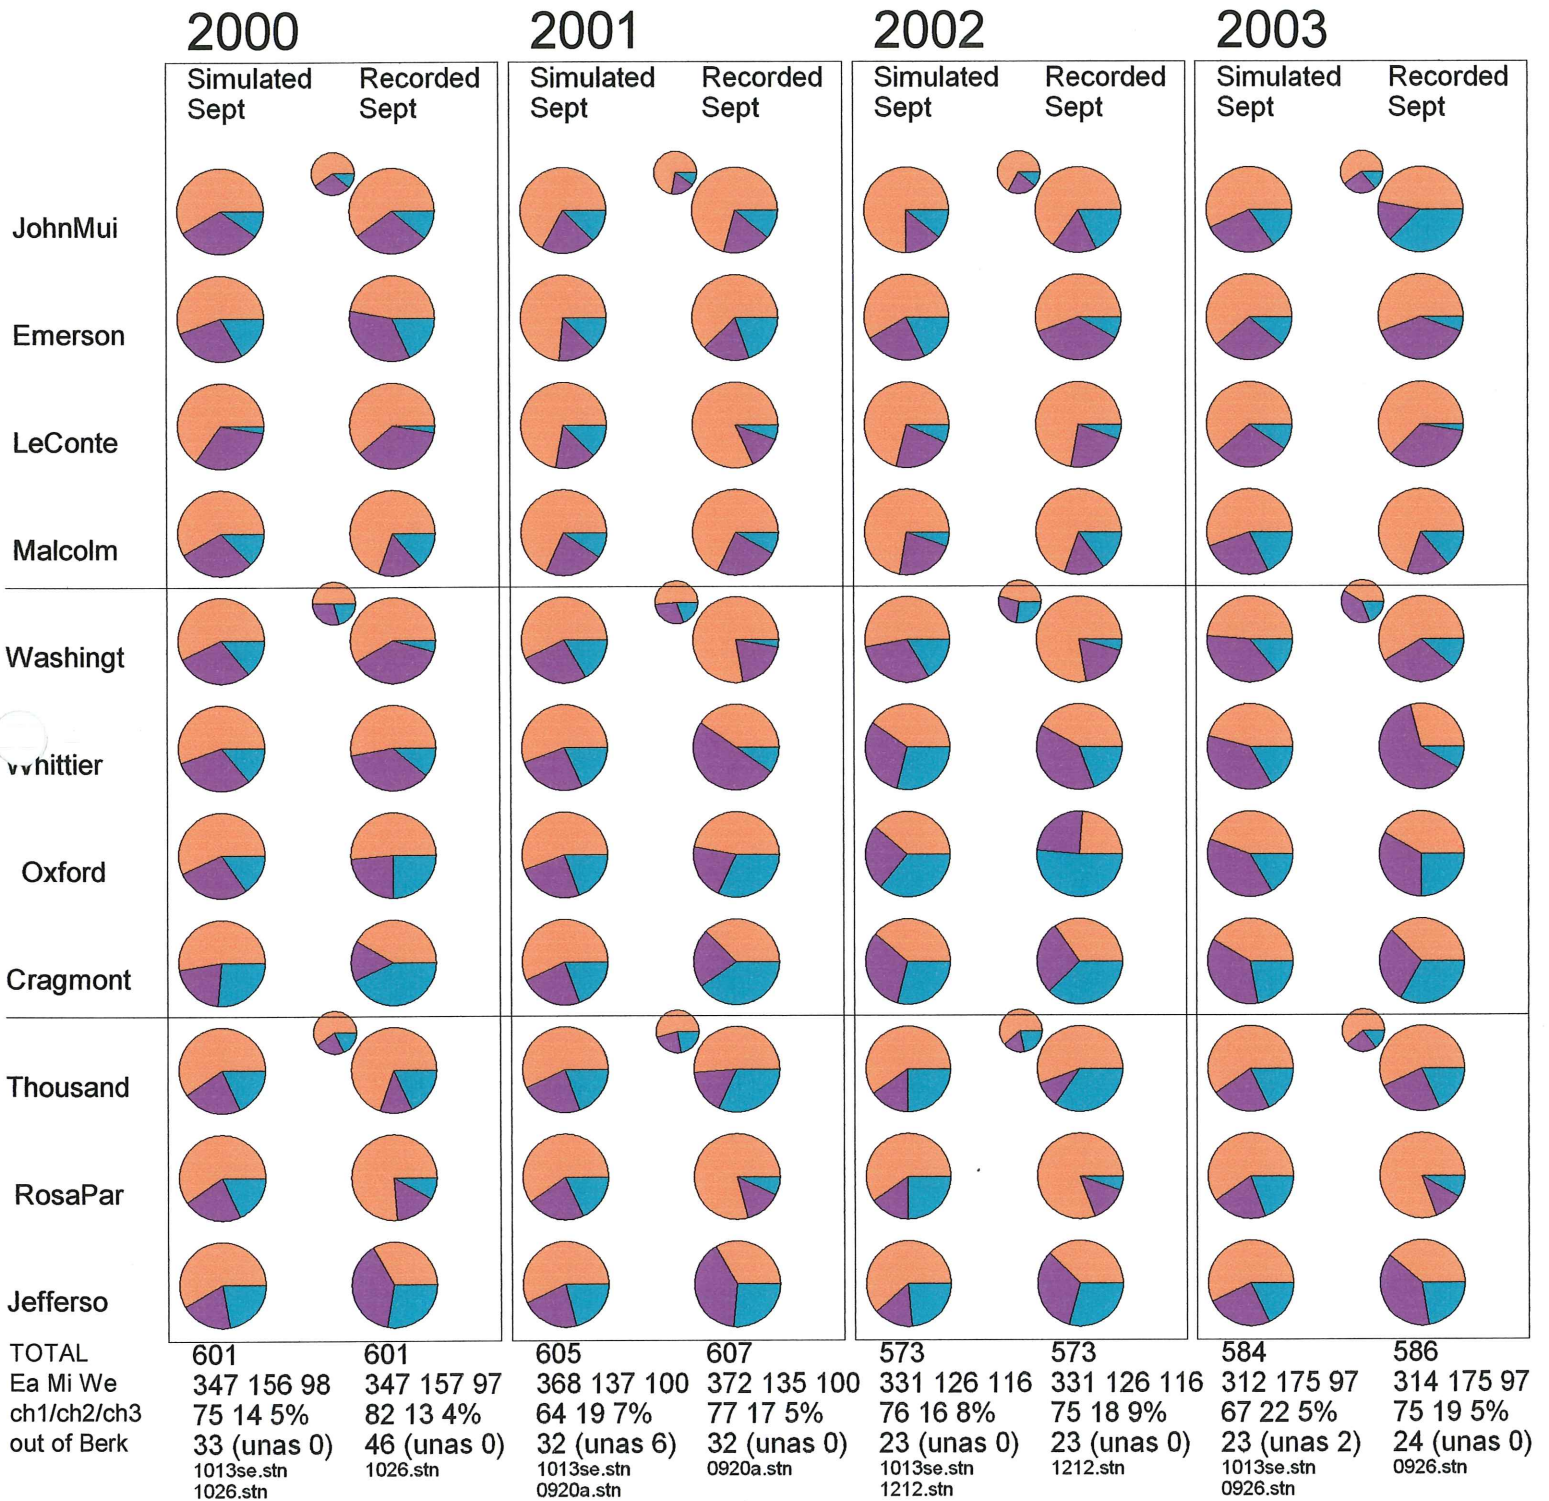 2000 2001 2002 2003
Simulated Recorded Simulated Recorded Simulated Recorded Simulated Recorded
Sept Sept Sept Sept Sept Sept Sept Sept
JohnMui
Emerson
LeConte
Malcolm
Washingt
Whittier
Oxford
Cragmont
Thousand
RosaPar
Jefferso
TOTAL 601 601 605 607 573 573 584 586
Ea Mi We 347 156 98 347 157 97 368 137 100 372 135 100 331 126 116 331 126 116 312 175 97 314 175 97
ch1/ch2/ch3 75 14 5% 82 13 4% 64 19 7% 77 17 5% 76 16 8% 75 18 9% 67 22 5% 75 19 5%
out of Berk 33 (unas 0) 46 (unas 0) 32 (unas 6) 32 (unas 0) 23 (unas 0) 23 (unas 0) 23 (unas 2) 24 (unas 0)
1013se.stn 1026.stn 1013se.stn 0920a.stn 1013se.stn 1212.stn 1013se.stn 0926.stn
1026.stn 0920a.stn 1212.stn 0926.stn